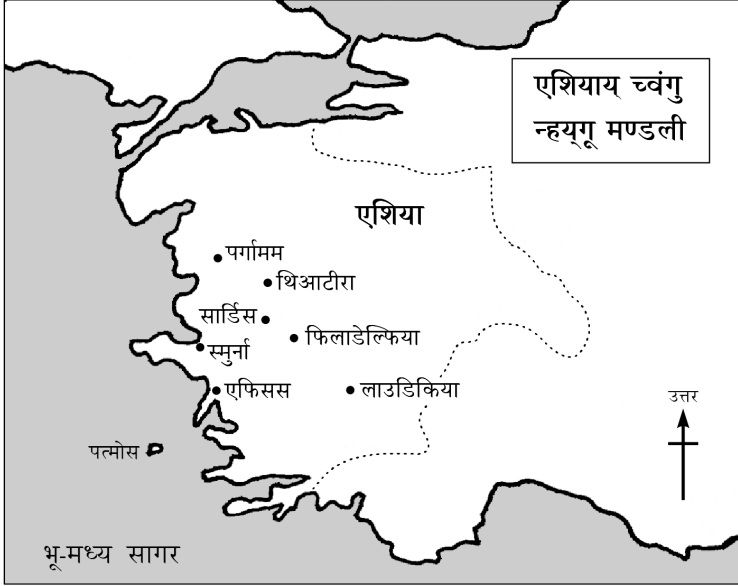 एशियाय् च्वंगु
न्हय्‌गू मण्डली
एशिया
पर्गामम
थिआटीरा
सार्डिस
फिलाडेल्फिया
स्मुर्ना
एफिसस
लाउडिकिया
उत्तर
पत्मोस
भू-मध्य सागर